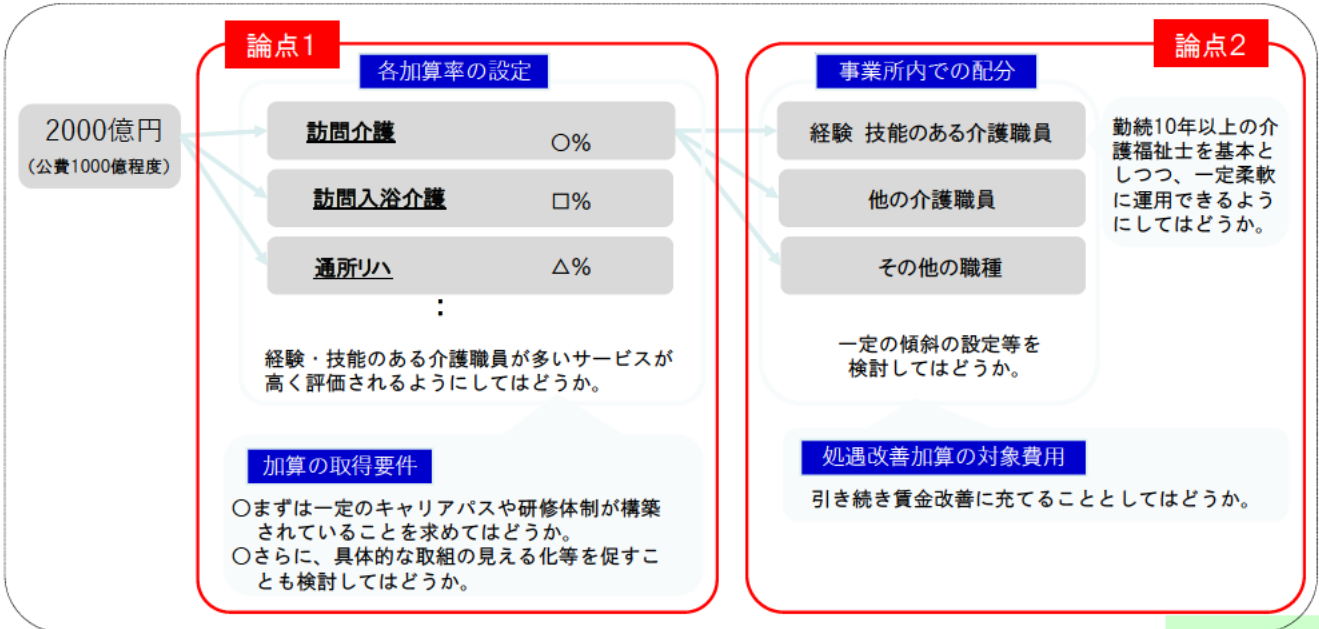 論点1
各加算率の設定
2000億円
(公費1000億程度)
訪問介護 〇%
訪問入浴介護 □%
通所リハ △%
:
経験・技能のある介護職員が多いサービスが
高く評価されるようにしてはどうか。
加算の取得要件
〇まずは一定のキャリアパスや研修体制が構築
されていることを求めてはどうか。
〇さらに、具体的な取組の見える化等を促すこ
とも検討してはどうか。
論点2
事業所内での配分
経験 技能のある介護職員
他の介護職員
その他の職種
勤続10年以上の介
護福祉士を基本と
しつつ、一定柔軟
に運用できるよう
にしてはどうか。
一定の傾斜の設定等を
検討してはどうか。
処遇改善加算の対象費用
引き続き賃金改善に充てることとしてはどうか。